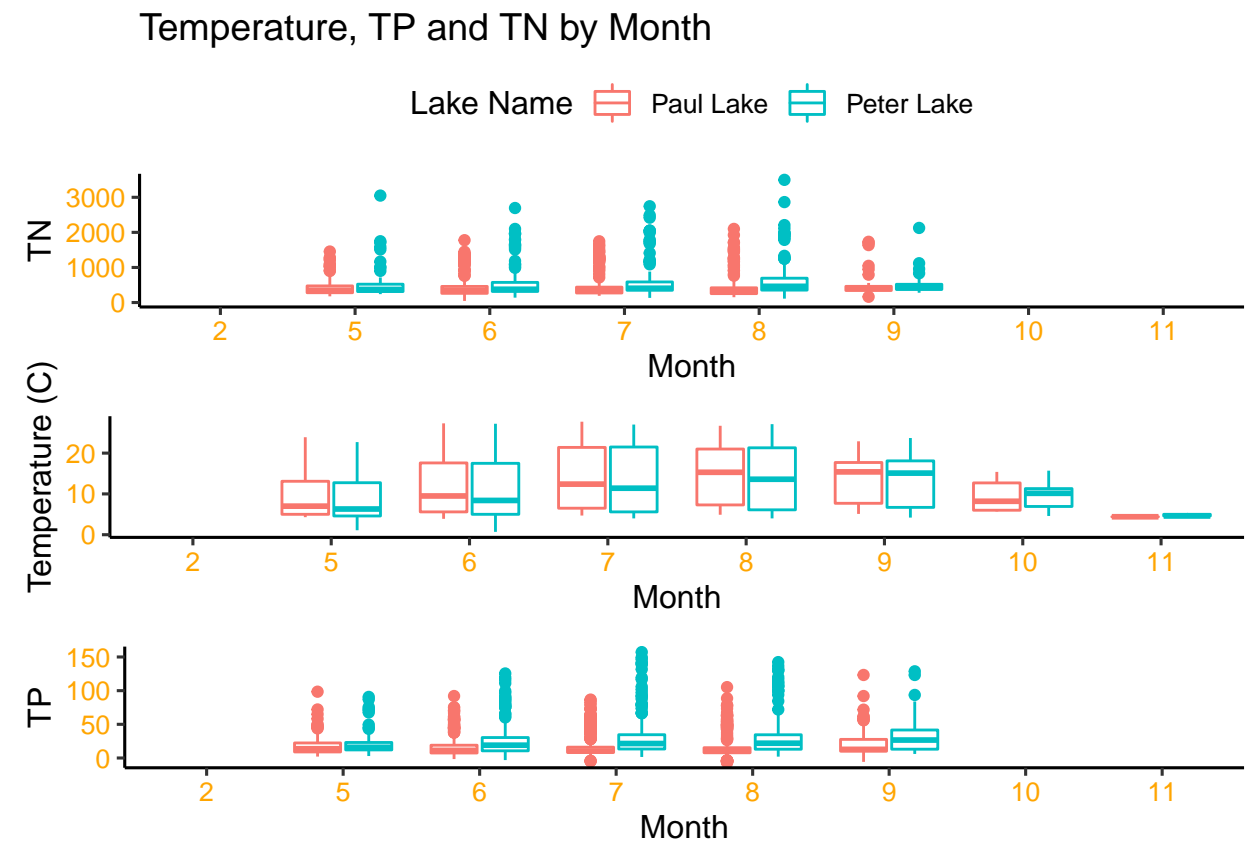 Temperature, TP and TN by Month
Lake Name Paul Lake Peter Lake
TN
3000
2000
1000
0
2 5 6 7 8 9 10 11
Month
Temperature (C)
20
10
0
2 5 6 7 8 9 10 11
Month
TP
150
100
50
0
2 5 6 7 8 9 10 11
Month